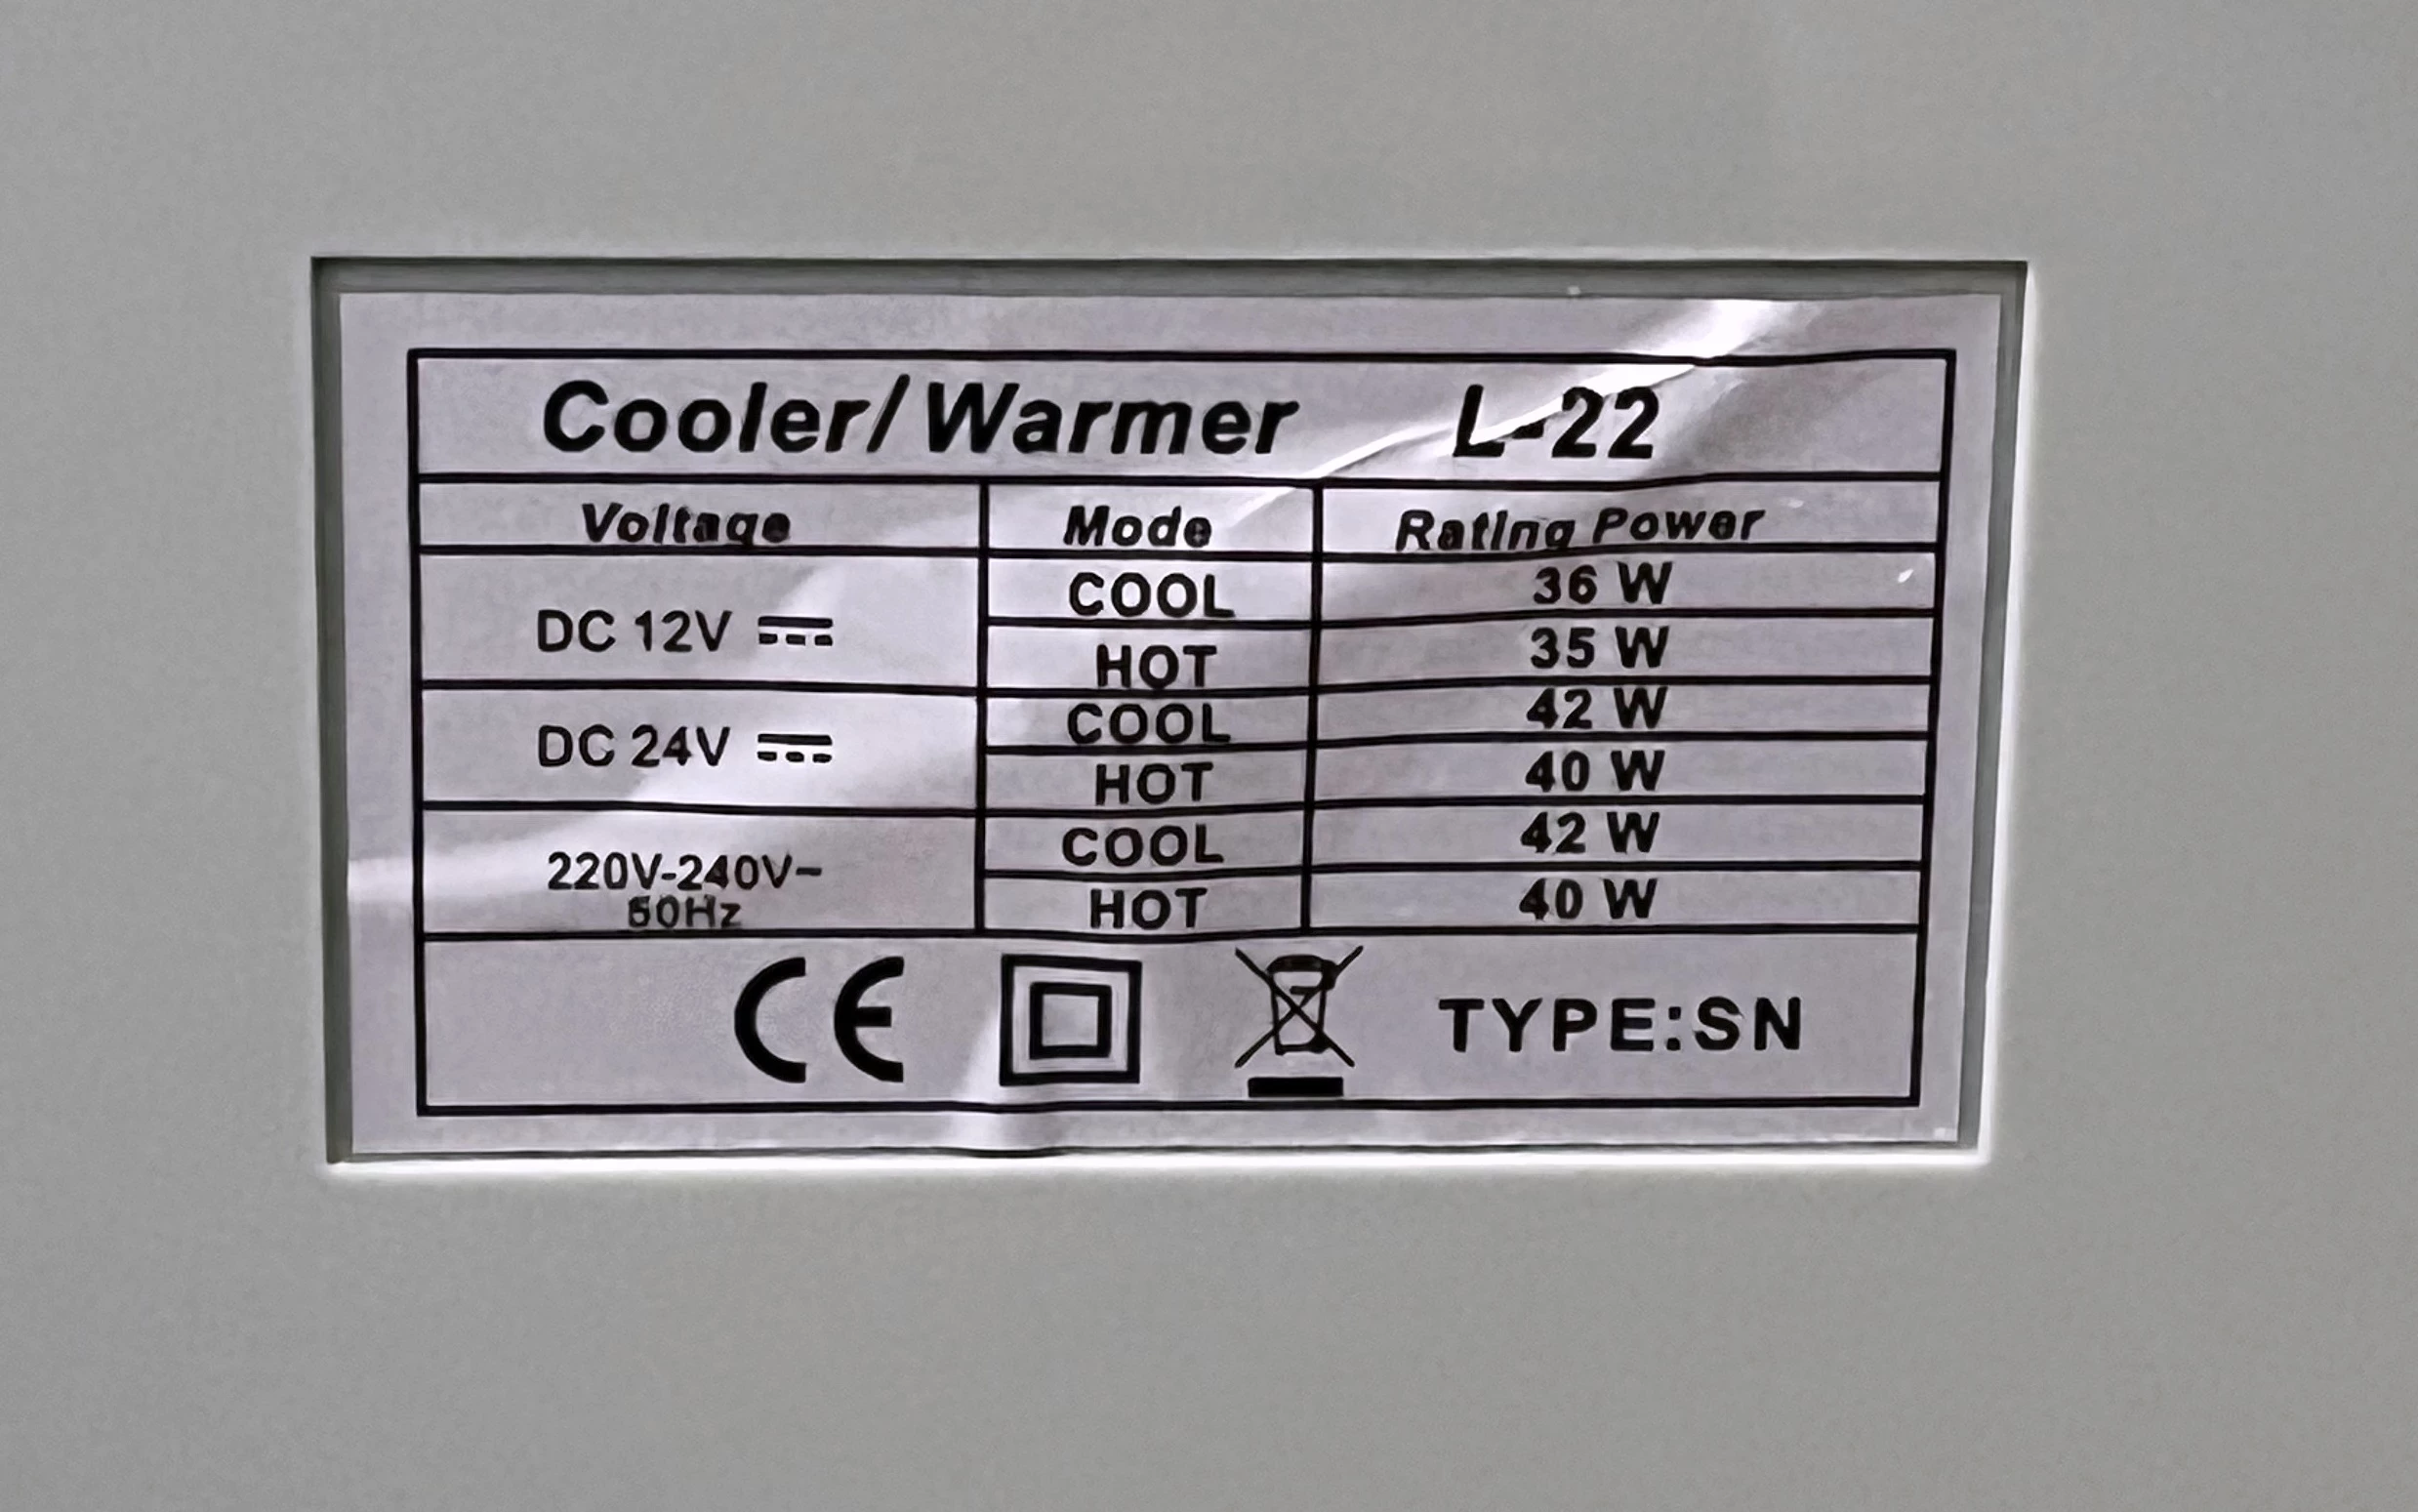 Cooler/Warmer L-22
Voltage Mode Rating Power
DC 12V COOL 36 W
HOT 35 W
DC 24V COOL 42 W
HOT 40 W
220V-240V~ COOL 42 W
50Hz HOT 40 W
CE TYPE:SN